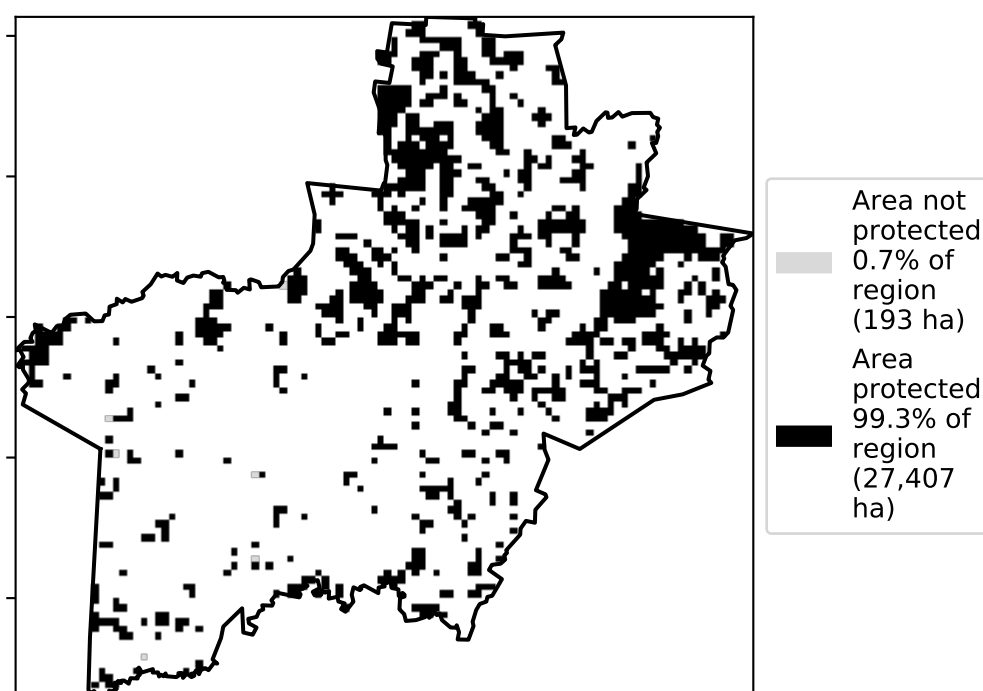 Area not
protected
0.7% of
region
(193 ha)
Area
protected
99.3% of
region
(27,407
ha)